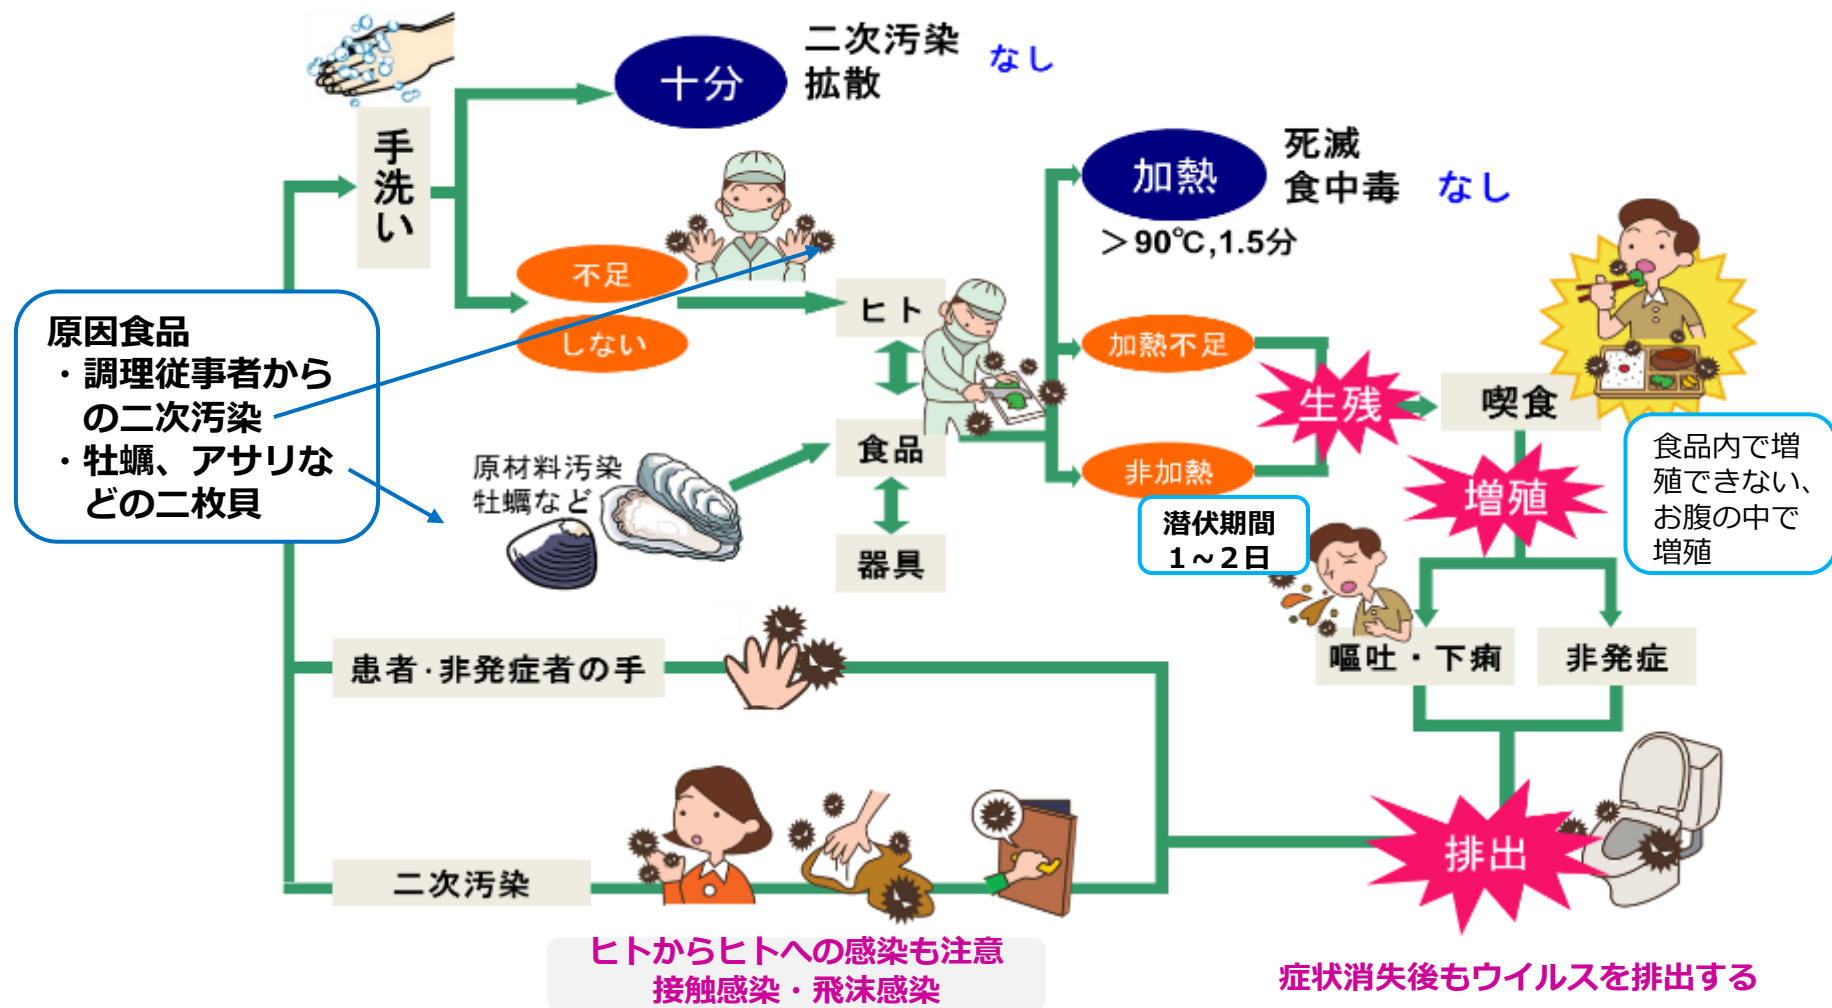 手洗い
十分
二次汚染
拡散
なし
加熱
死滅
食中毒
なし
＞90℃,1.5分
不足
しない
ヒト
食品
器具
原因食品
・調理従事者から
の二次汚染
・牡蠣、アサリな
どの二枚貝
原材料汚染
牡蠣など
加熱不足
非加熱
生残
喫食
増殖
食品内で増
殖できない、
お腹の中で
増殖
潜伏期間
１～２日
嘔吐・下痢
非発症
患者・非発症者の手
二次汚染
排出
ヒトからヒトへの感染も注意
接触感染・飛沫感染
症状消失後もウイルスを排出する